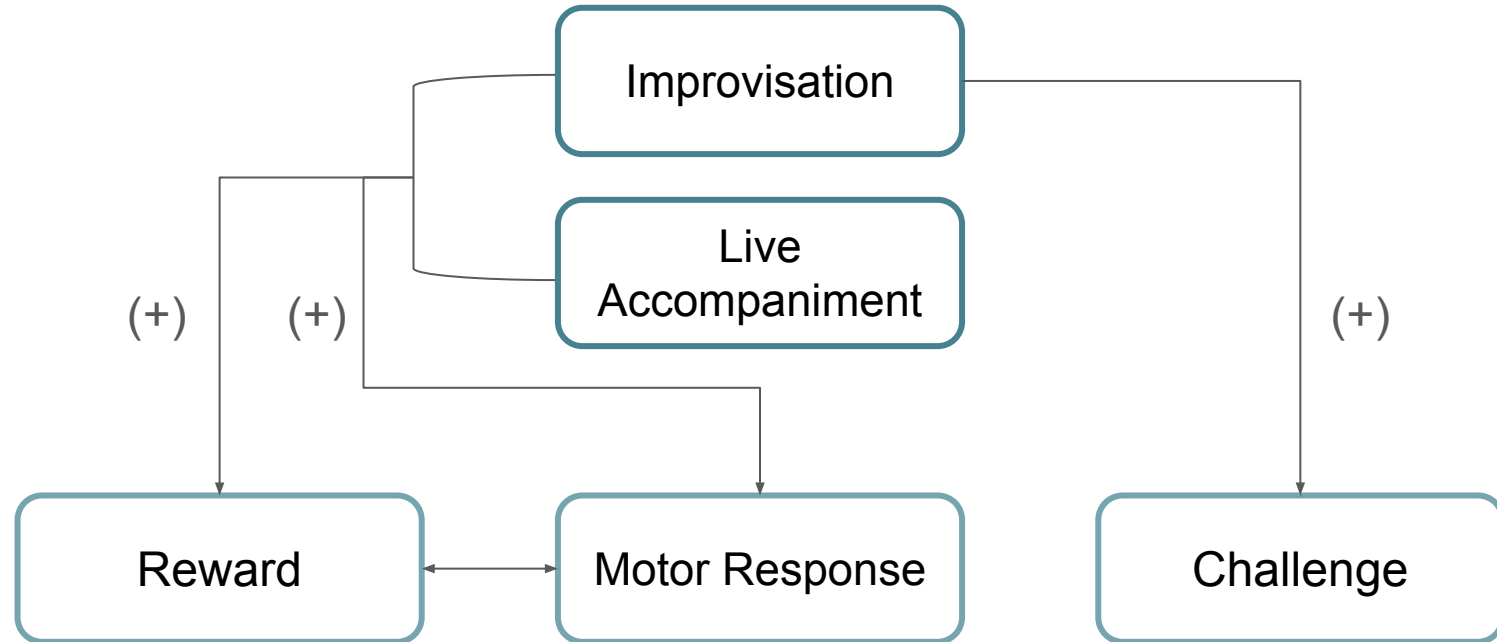 Improvisation
Live
Accompaniment
(+)
(+)
(+)
Reward
Motor Response
Challenge